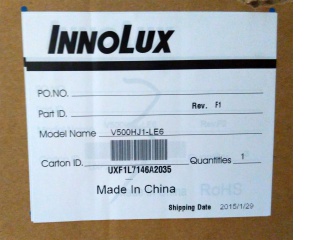 INNOLUX
PO.NO.
Part ID. Rev. F1
Model Name V500HJ1-LE6
Carton ID. Quantities 1
UXF1L7146A2035
Made In China
RoHS
Shipping Date 2015/1/29